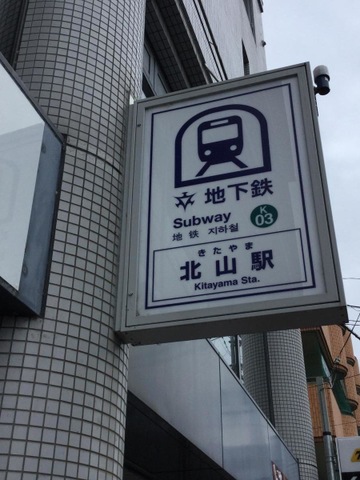 地下鉄
Subway
地 铁 지하철
K
03
きたやま
北山駅
Kitayama Sta.